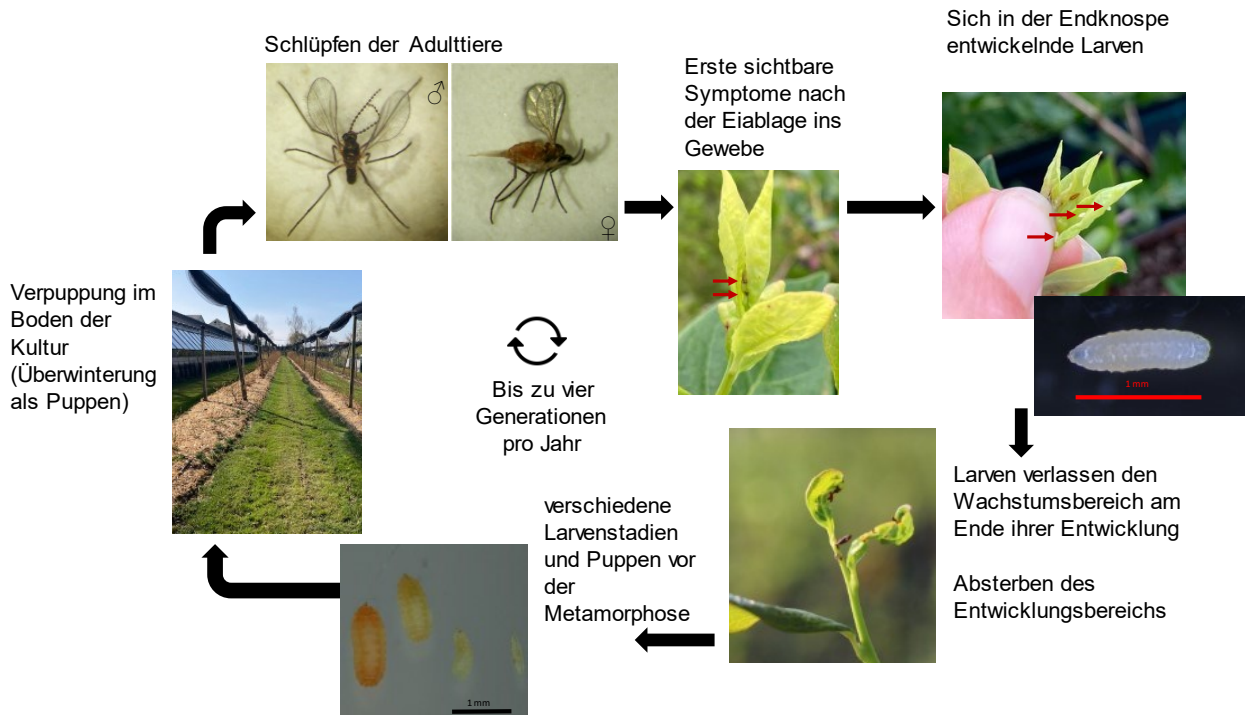 Schlüpfen der Adulttiere
♂
♀
Erste sichtbare
Symptome nach
der Eiablage ins
Gewebe
Sich in der Endknospe
entwickelnde Larven
1 mm
Larven verlassen den
Wachstumsbereich am
Ende ihrer Entwicklung
Absterben des
Entwicklungsbereichs
verschiedene
Larvenstadien
und Puppen vor
der
Metamorphose
1 mm
Verpuppung im
Boden der
Kultur
(Überwinterung
als Puppen)
Bis zu vier
Generationen
pro Jahr